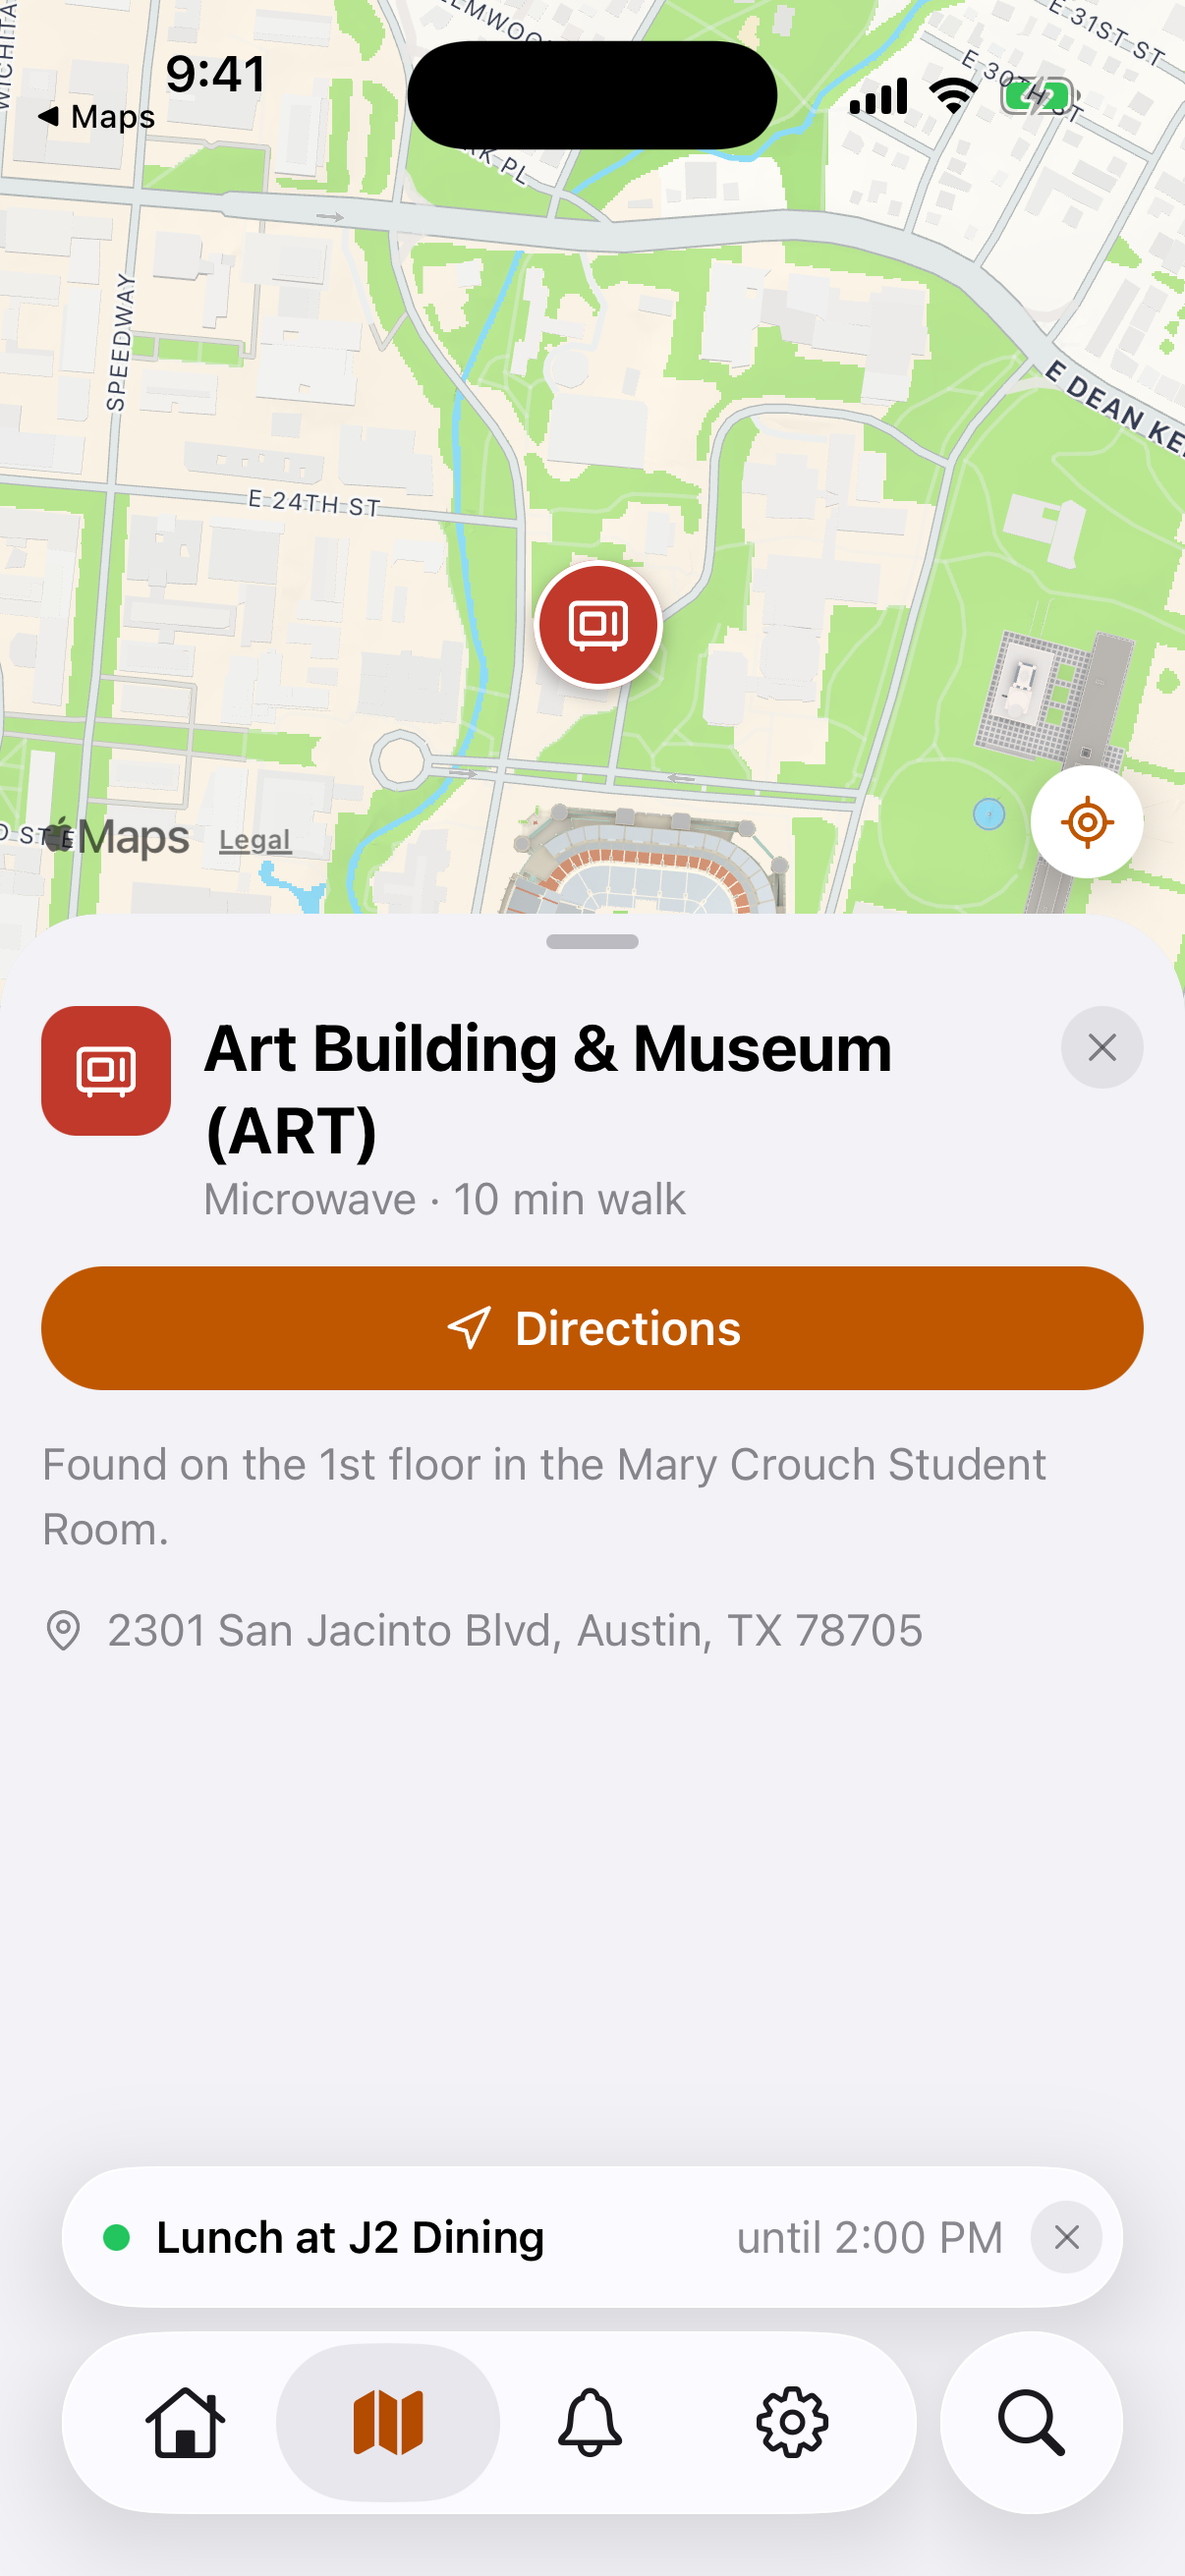 E 31ST ST
E 30TH ST
9:41
Maps
SPEEDWAY
E DEAN
E 24TH ST
Maps
Legal
Art Building & Museum
(ART)
Microwave · 10 min walk
Directions
Found on the 1st floor in the Mary Crouch Student
Room.
2301 San Jacinto Blvd, Austin, TX 78705
Lunch at J2 Dining
until 2:00 PM